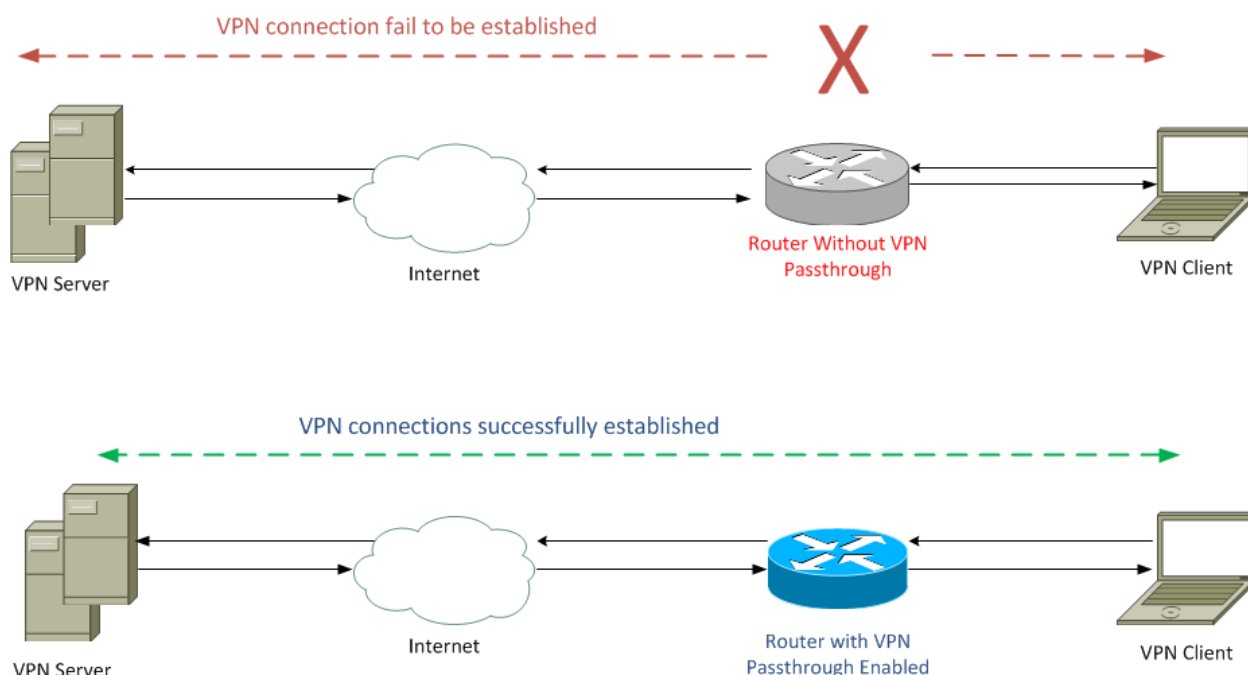 VPN connection fail to be established
X
Router Without VPN
Passthrough
Internet
VPN Server
VPN Client
VPN connections successfully established
Internet
Router with VPN
Passthrough Enabled
VPN Server
VPN Client